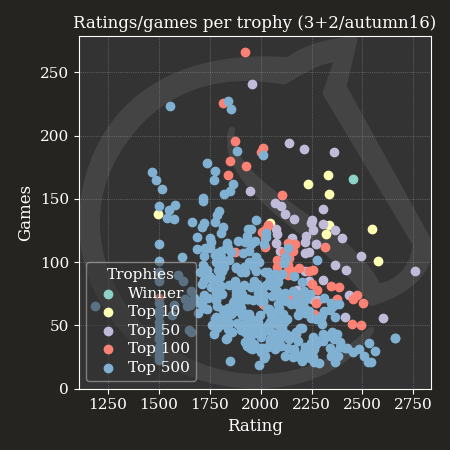 Ratings/games per trophy (3+2/autumn16)
Games
250
200
150
100
50
0
Trophies
Winner
Top 10
Top 50
Top 100
Top 500
1250 1500 1750 2000 2250 2500 2750
Rating